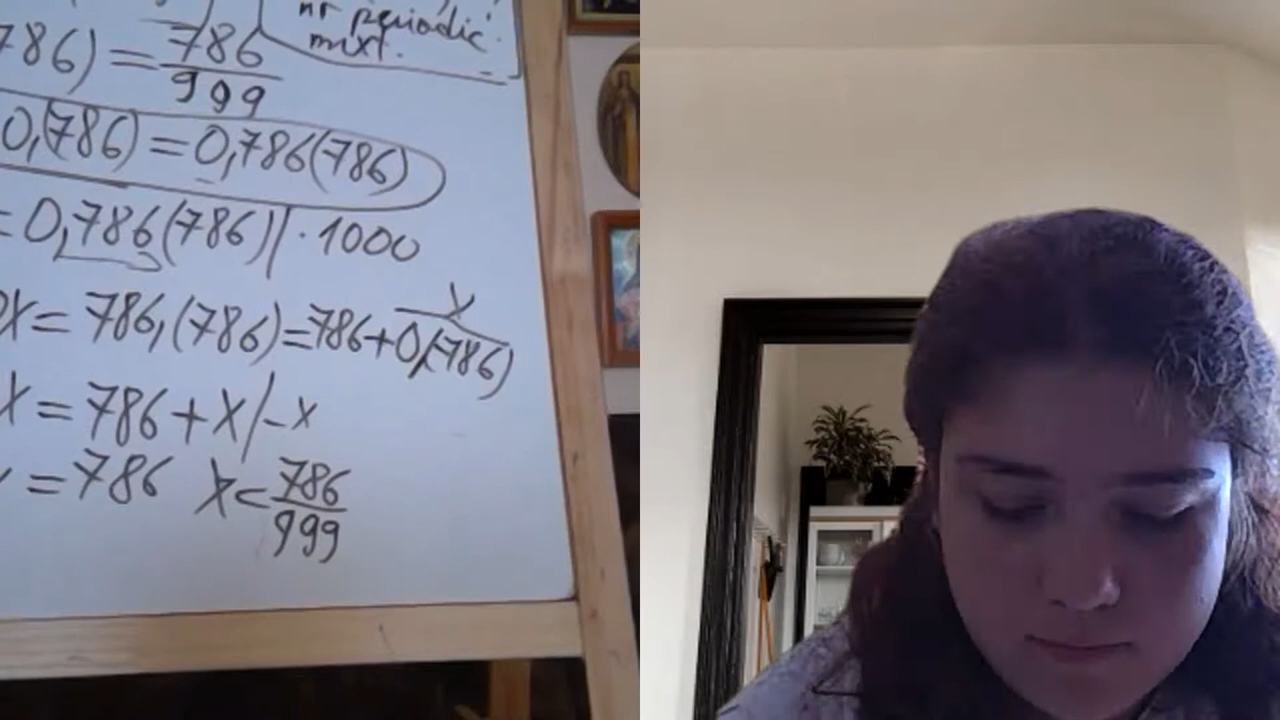 nr periodic
mixt.
786) = 786/999
0,(786) = 0,786(786)
= 0,786(786) | · 1000
X = 786,(786) = 786 + 0,(786)
x
X = 786 + X / - x
= 786 X = 786/999